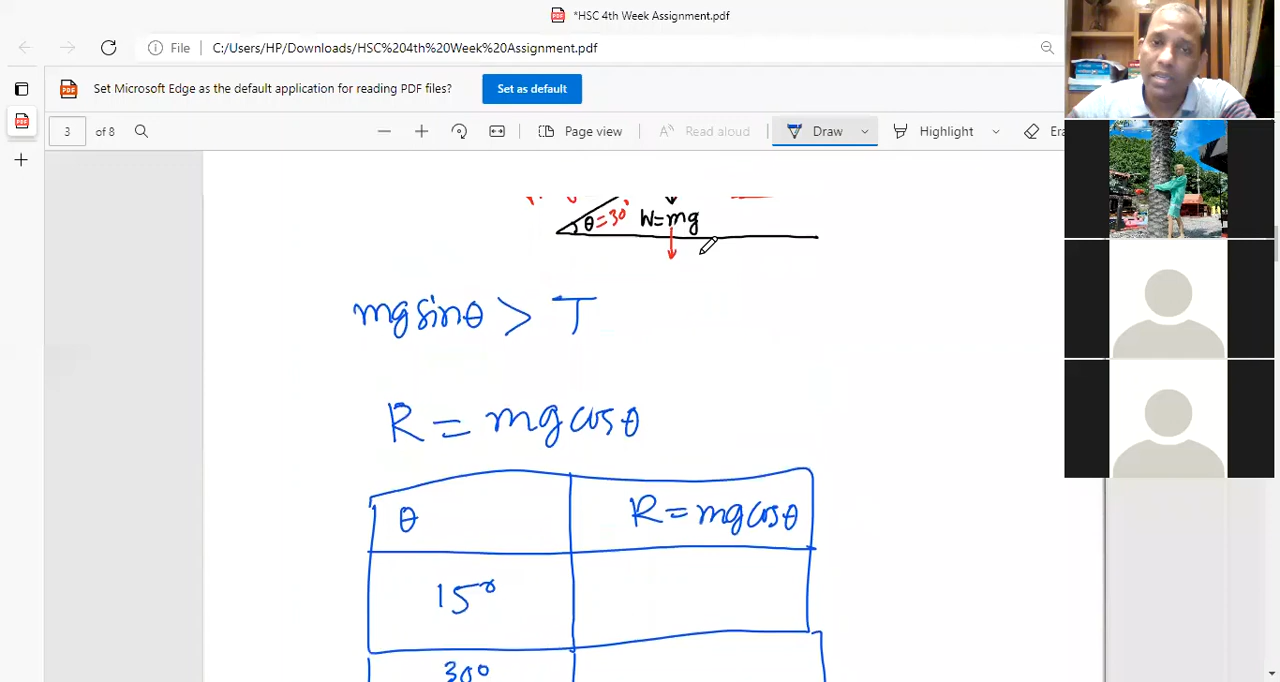 *HSC 4th Week Assignment.pdf
File C:/Users/HP/Downloads/HSC%204th%20Week%20Assignment.pdf
Set Microsoft Edge as the default application for reading PDF files? Set as default
3 of 8 Page view Read aloud Draw Highlight Era
θ=30° W=mg
mg sinθ > T
R = mg cosθ
θ R = mg cosθ
15°
30°